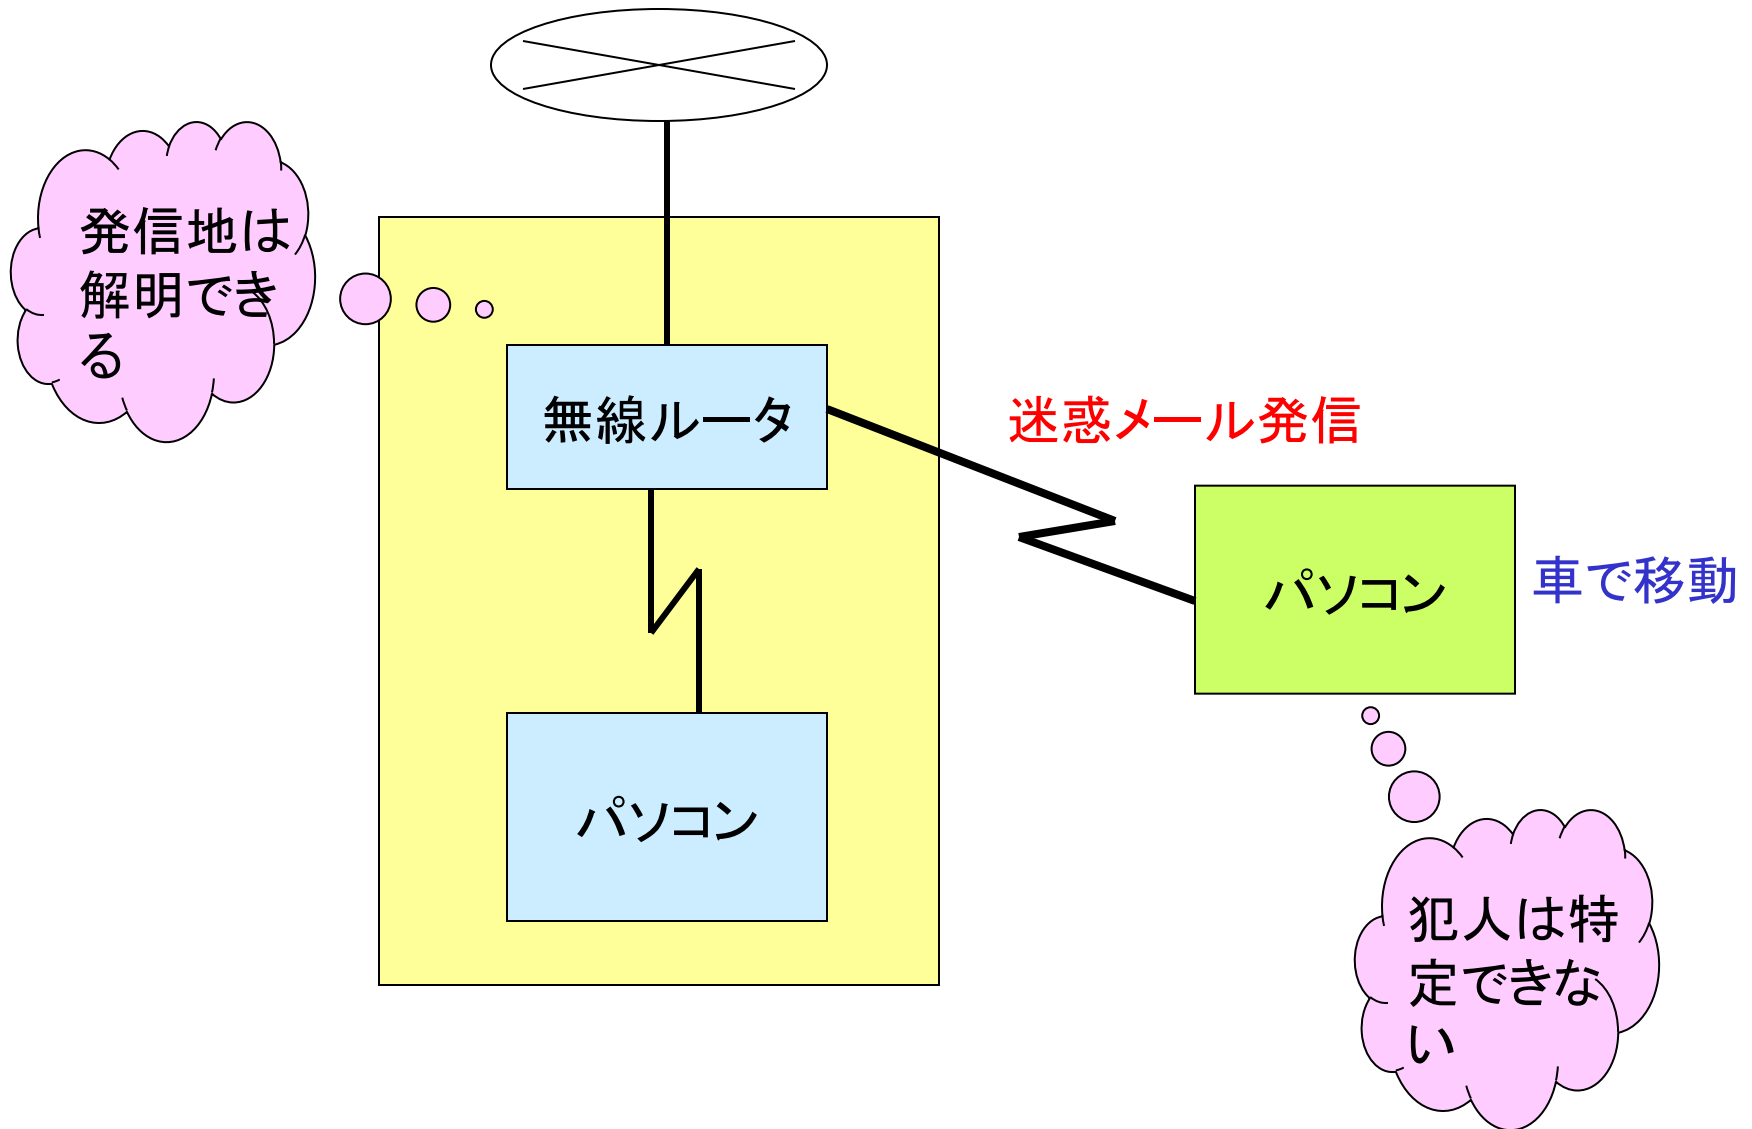 発信地は
解明でき
る
無線ルータ
迷惑メール発信
パソコン
車で移動
パソコン
犯人は特
定できな
い